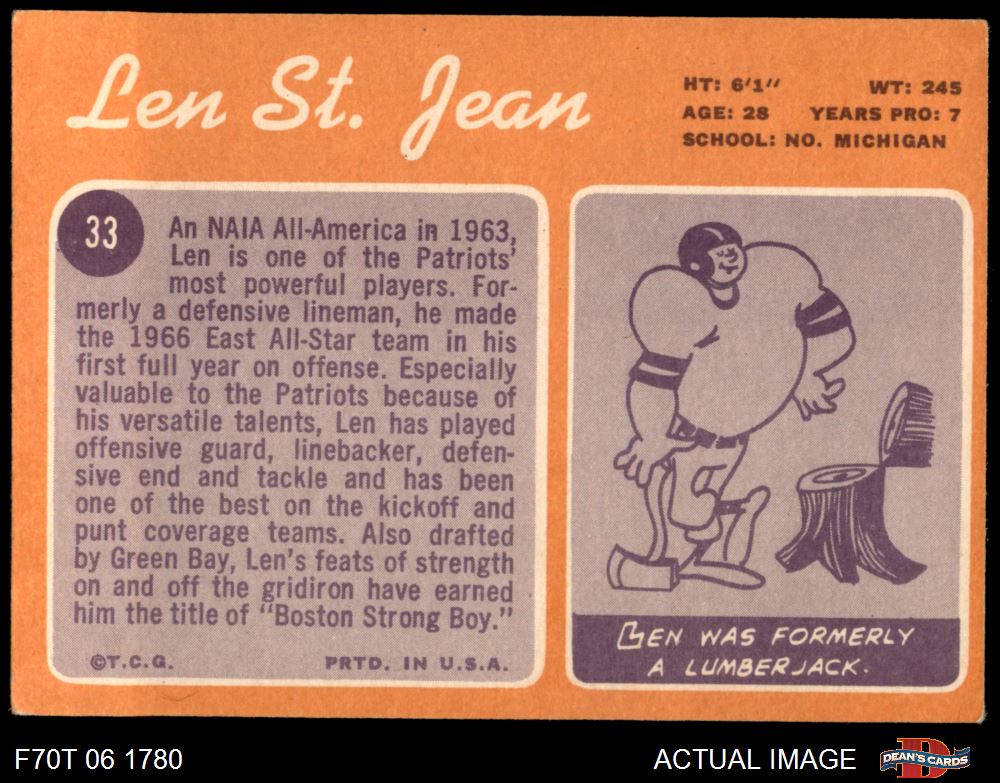 Len St. Jean
HT: 6'1" WT: 245
AGE: 28 YEARS PRO: 7
SCHOOL: NO. MICHIGAN
33
An NAIA All-America in 1963,
Len is one of the Patriots'
most powerful players. For-
merly a defensive lineman, he made
the 1966 East All-Star team in his
first full year on offense. Especially
valuable to the Patriots because of
his versatile talents, Len has played
offensive guard, linebacker, defen-
sive end and tackle and has been
one of the best on the kickoff and
punt coverage teams. Also drafted
by Green Bay, Len's feats of strength
on and off the gridiron have earned
him the title of "Boston Strong Boy."
©T.C.G. PRTD. IN U.S.A.
LEN WAS FORMERLY
A LUMBERJACK.
F70T 06 1780 ACTUAL IMAGE
D
DEAN'S CARDS